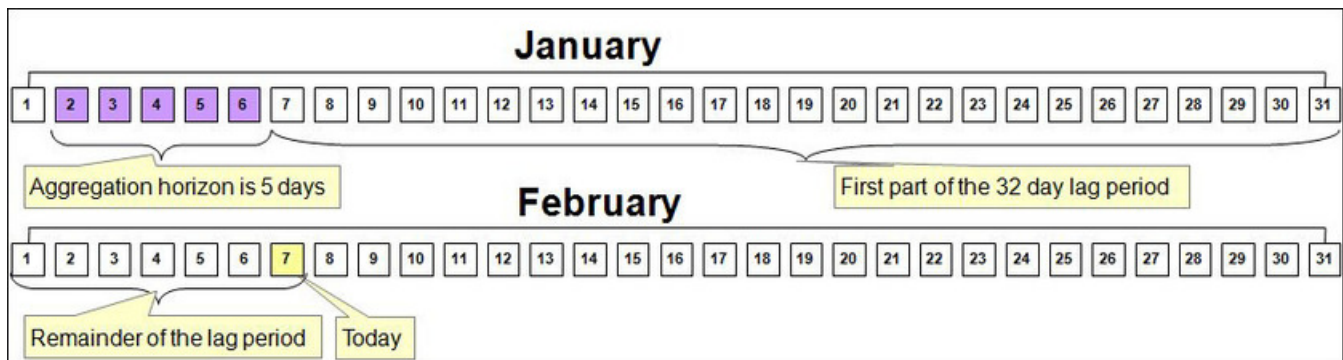 January
1 2 3 4 5 6 7 8 9 10 11 12 13 14 15 16 17 18 19 20 21 22 23 24 25 26 27 28 29 30 31
Aggregation horizon is 5 days
First part of the 32 day lag period
February
1 2 3 4 5 6 7 8 9 10 11 12 13 14 15 16 17 18 19 20 21 22 23 24 25 26 27 28 29 30 31
Remainder of the lag period
Today